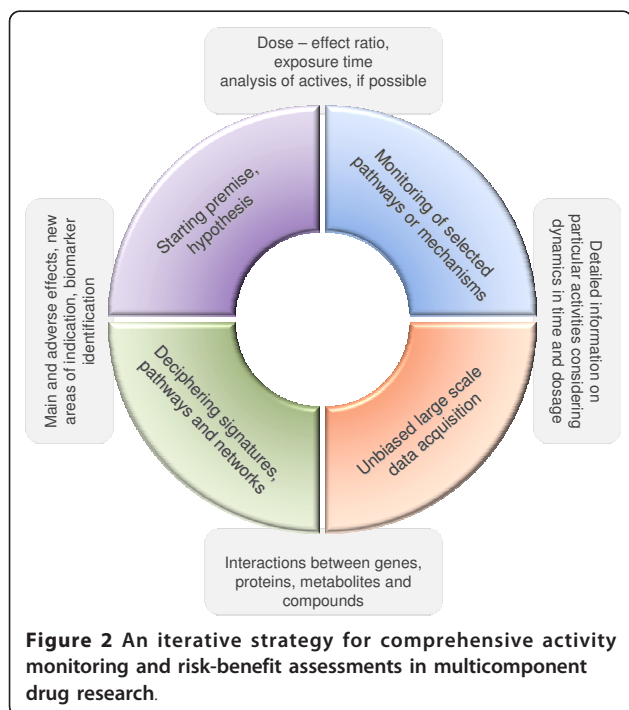 Dose – effect ratio,
exposure time
analysis of actives, if possible
Starting premise,
hypothesis
Monitoring of selected
pathways or mechanisms
Main and adverse effects, new
areas of indication, biomarker
identification
Detailed information on
particular activities considering
dynamics in time and dosage
Deciphering signatures,
pathways and networks
Unbiased large scale
data acquisition
Interactions between genes,
proteins, metabolites and
compounds
Figure 2 An iterative strategy for comprehensive activity
monitoring and risk-benefit assessments in multicomponent
drug research.